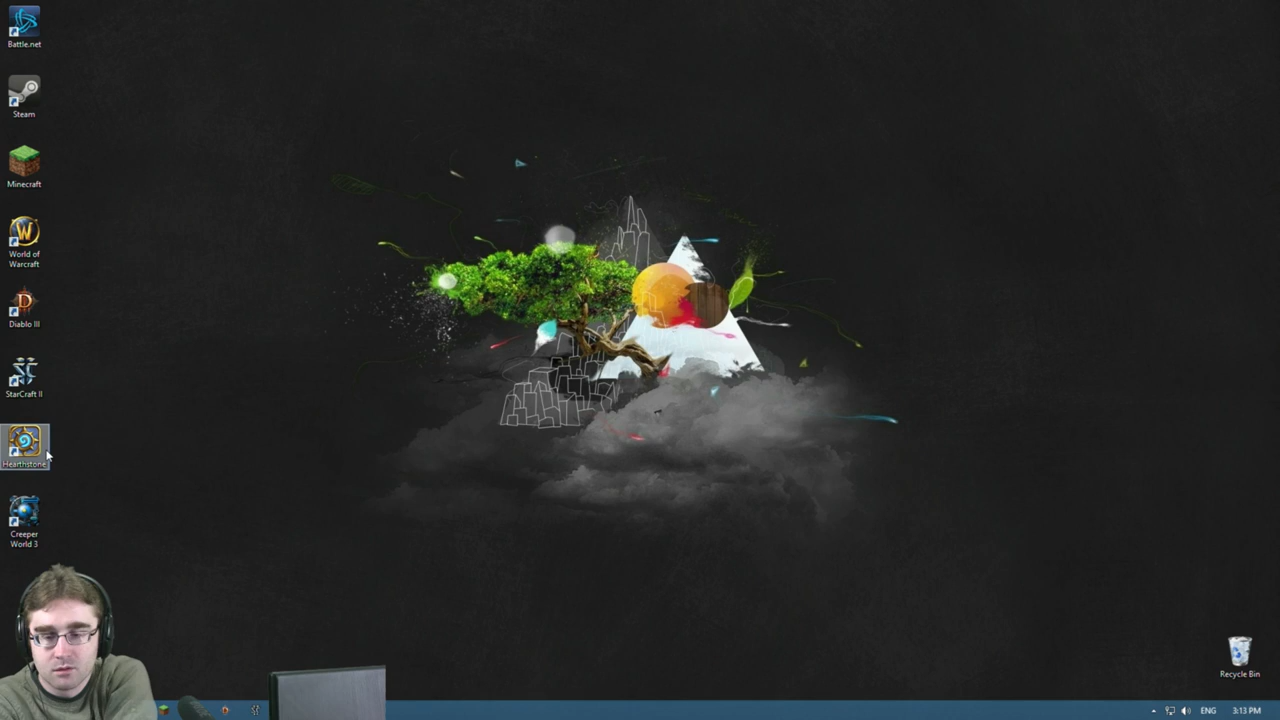 Battle.net
Steam
Minecraft
World of
Warcraft
Diablo III
StarCraft II
Hearthstone
Creeper
World 3
Recycle Bin
ENG
3:13 PM